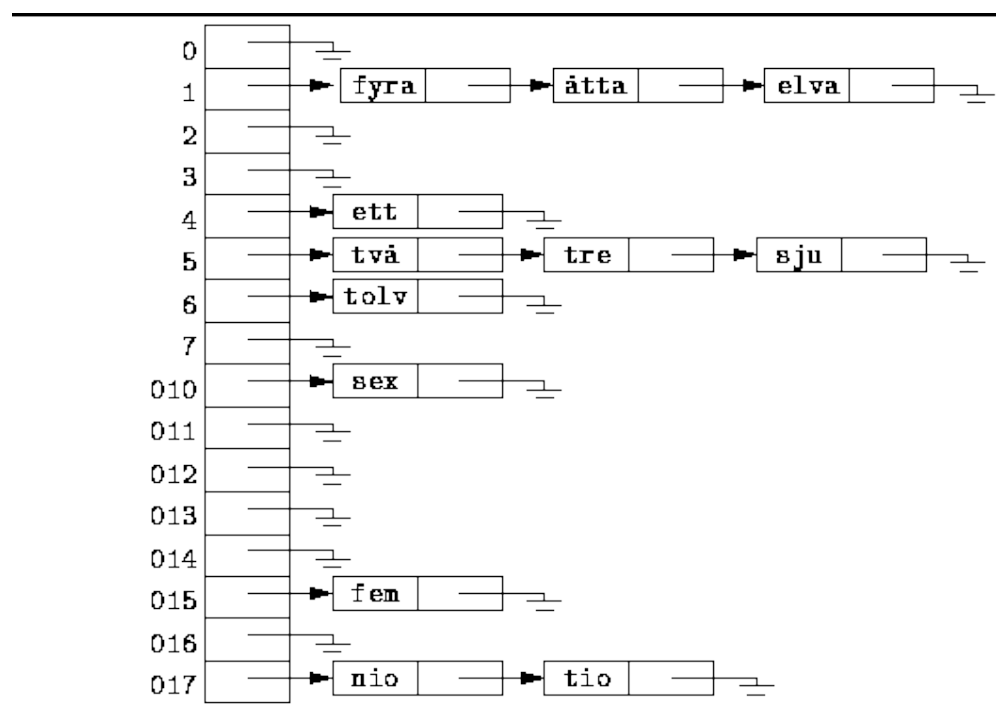 0
1 fyra åtta elva
2
3
4 ett
5 två tre sju
6 tolv
7
010 sex
011
012
013
014
015 fem
016
017 nio tio